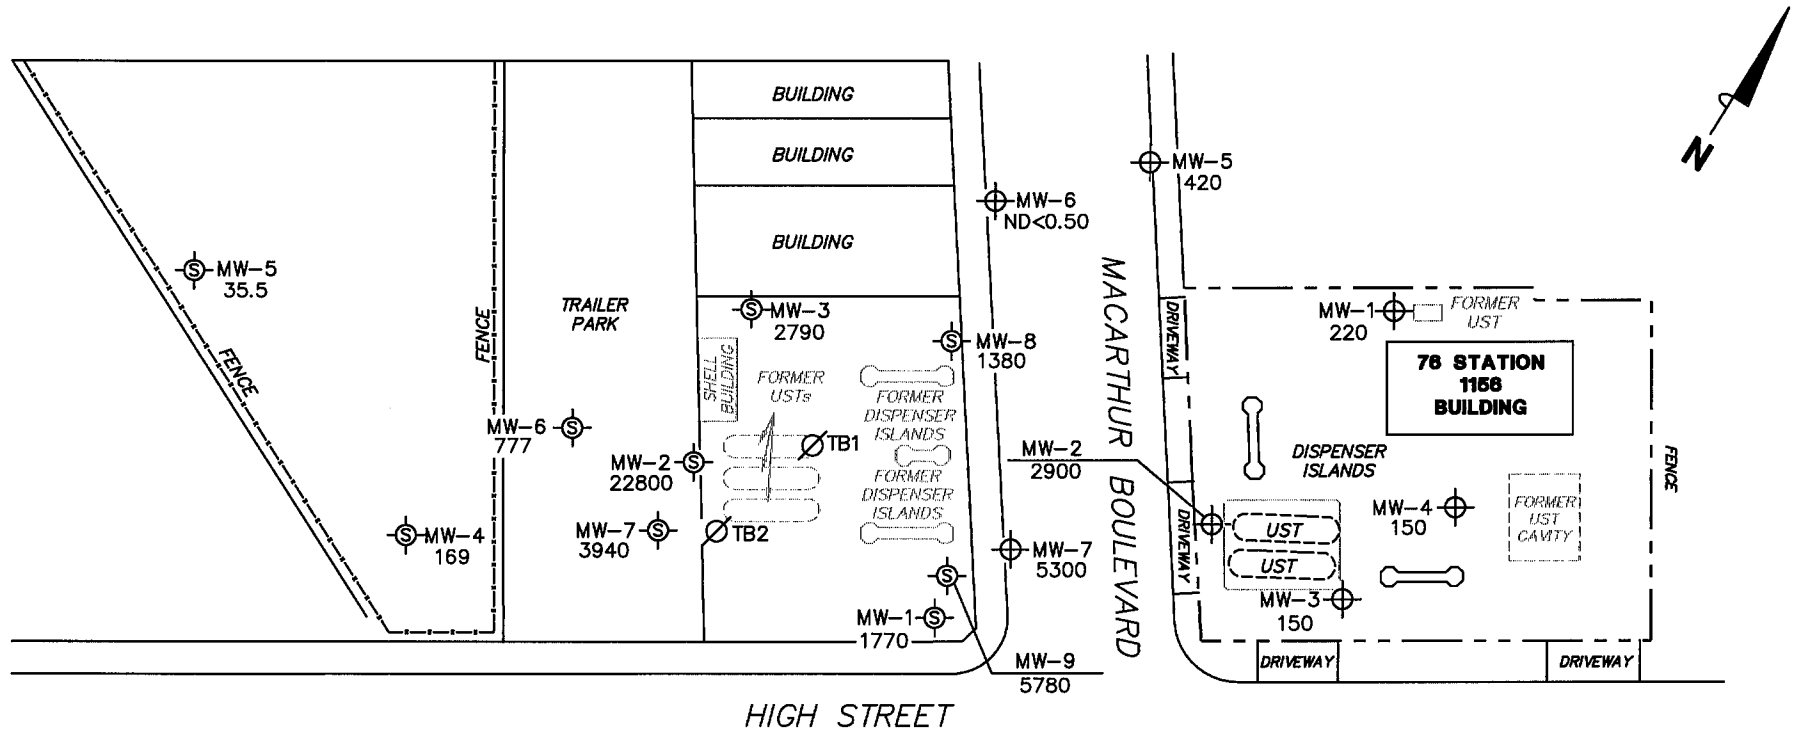 BUILDING
BUILDING
BUILDING
N
MW-5
35.5
FENCE
FENCE
TRAILER
PARK
MW-3
2790
SHELL
BUILDING
FORMER
USTs
MW-8
1380
FORMER
DISPENSER
ISLANDS
FORMER
DISPENSER
ISLANDS
TB1
TB2
MW-6
777
MW-2
22800
MW-7
3940
MW-4
169
MW-1
1770
MW-9
5780
HIGH STREET
MW-6
ND<0.50
MW-5
420
MACARTHUR BOULEVARD
MW-2
2900
MW-7
5300
DRIVEWAY
DRIVEWAY
MW-1
220
FORMER
UST
76 STATION
1156
BUILDING
DISPENSER
ISLANDS
FENCE
MW-4
150
FORMER
UST
CAVITY
UST
UST
MW-3
150
DRIVEWAY
DRIVEWAY
S
S
S
S
S
S
S
S
S